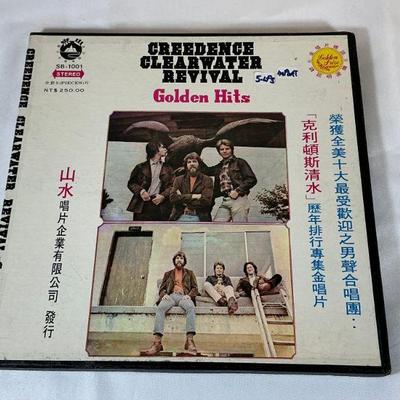 CREEDENCE
CLEARWATER
REVIVAL
Golden Hits
SB-1001
STEREO
NT$ 250.00
CREEDENCE CLEARWATER REVIVAL
榮獲全美十大最受歡迎之男聲合唱團：
「克利頓斯清水」歷年排行專集金唱片
山水唱片企業有限公司 發行